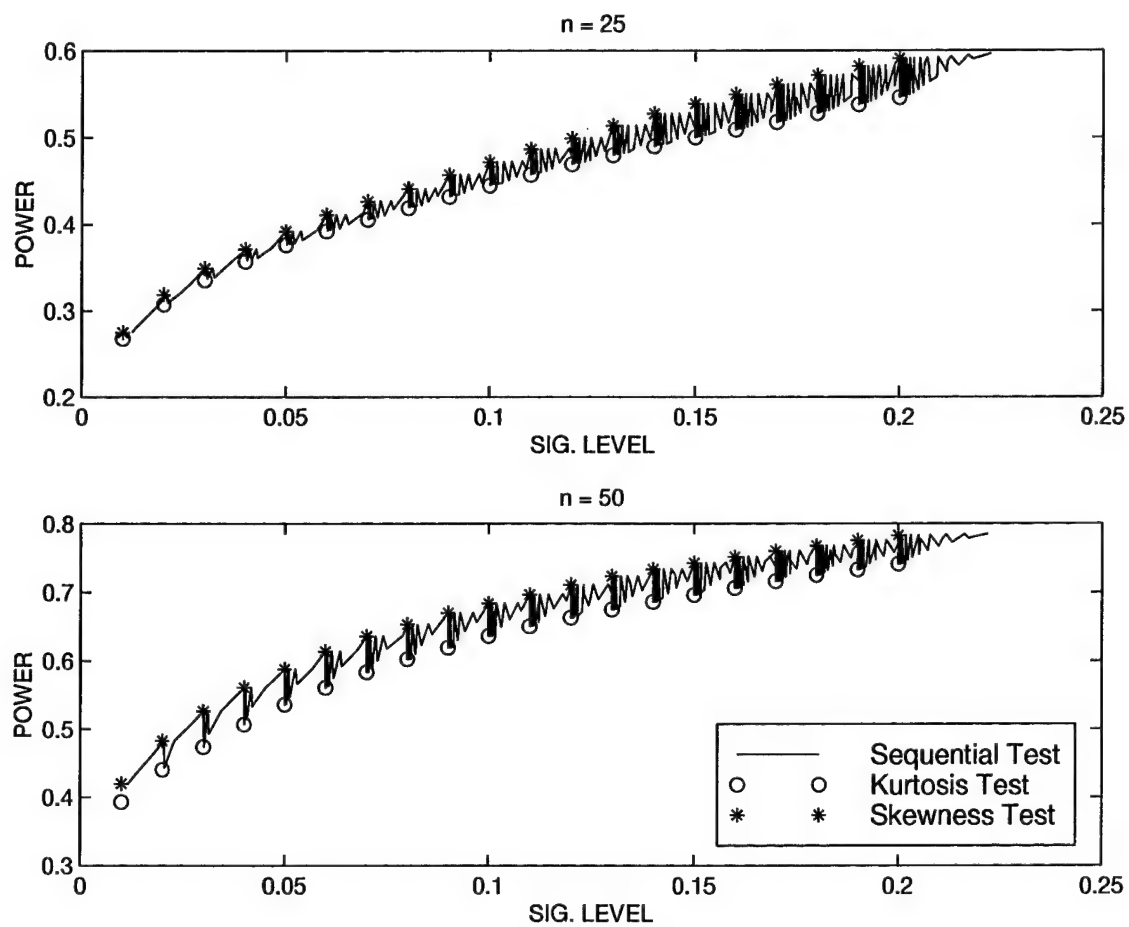 n = 25
0.6
0.5
0.4
0.3
0.2
POWER
0
0.05
0.1
0.15
0.2
0.25
SIG. LEVEL
n = 50
0.8
0.7
0.6
0.5
0.4
0.3
POWER
Sequential Test
Kurtosis Test
Skewness Test
0
0.05
0.1
0.15
0.2
0.25
SIG. LEVEL